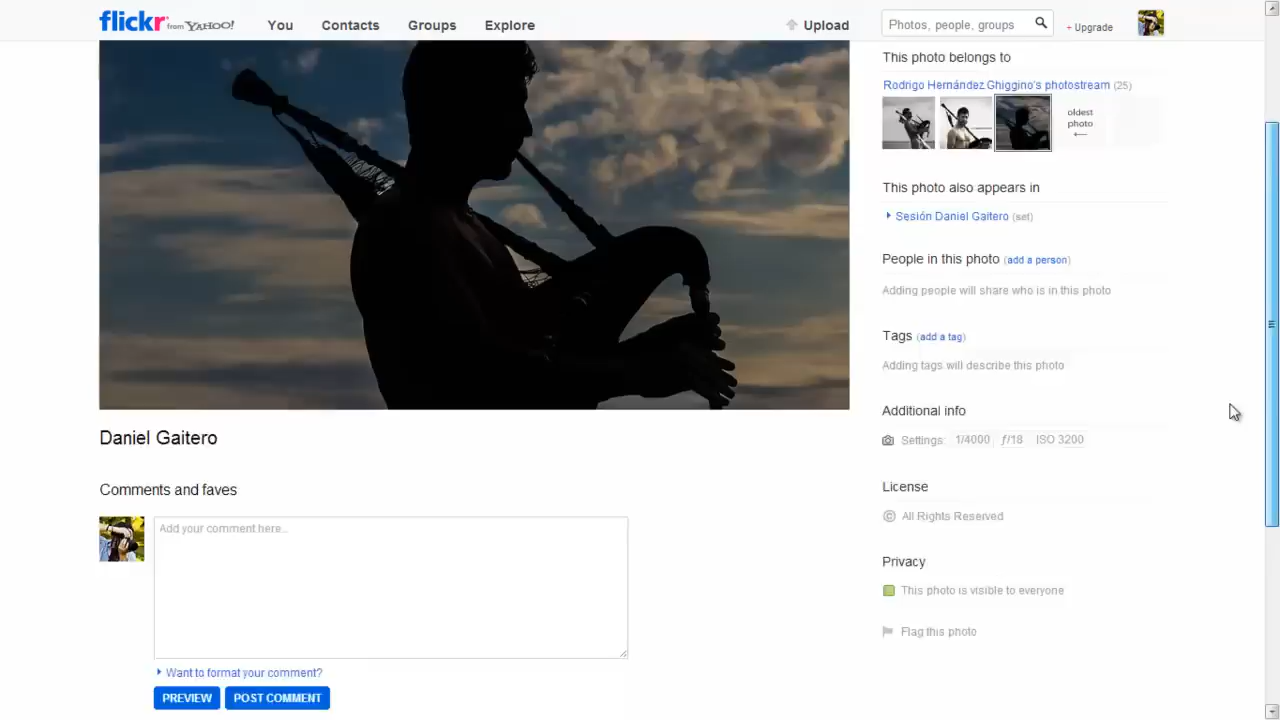 flickr from YAHOO!
You
Contacts
Groups
Explore
Upload
Photos, people, groups
+ Upgrade
This photo belongs to
Rodrigo Hernández Ghiggino's photostream (25)
oldest
photo
←
This photo also appears in
Sesión Daniel Gaitero (set)
People in this photo (add a person)
Adding people will share who is in this photo
Tags (add a tag)
Adding tags will describe this photo
Additional info
Settings: 1/4000 ƒ/18 ISO 3200
License
© All Rights Reserved
Privacy
This photo is visible to everyone
Flag this photo
Daniel Gaitero
Comments and faves
Add your comment here...
Want to format your comment?
PREVIEW
POST COMMENT